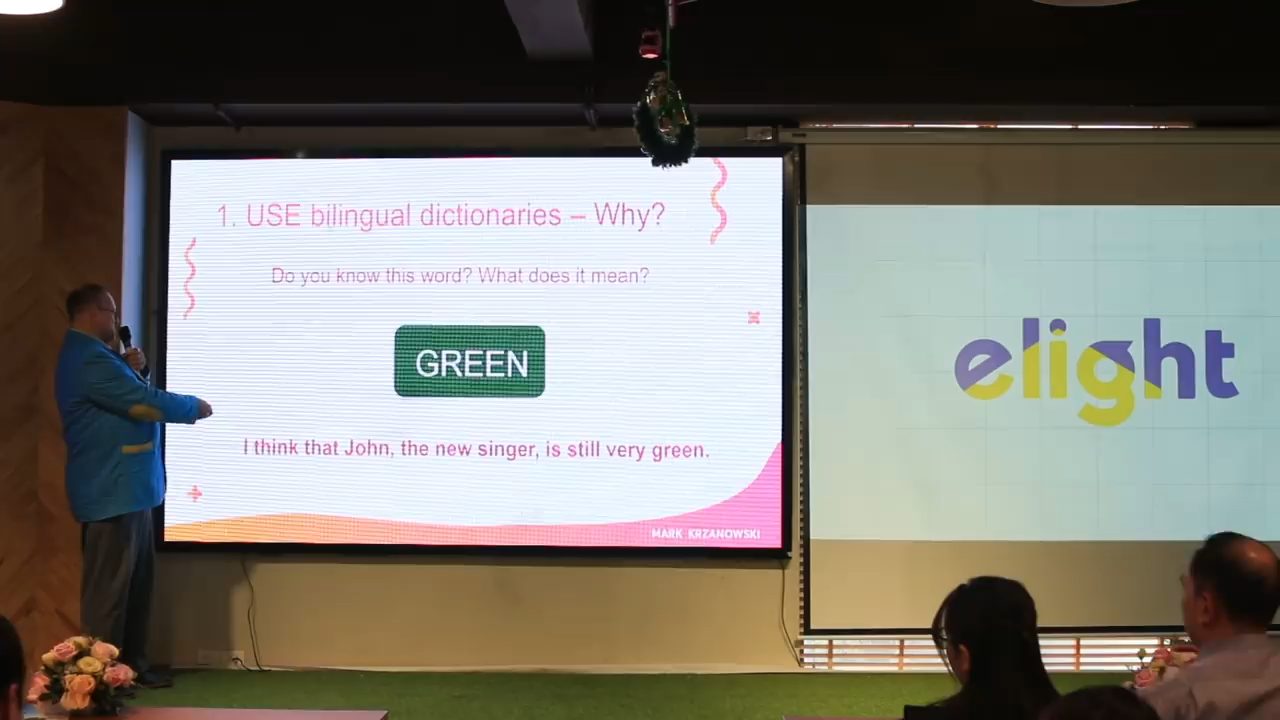 1. USE bilingual dictionaries – Why?
Do you know this word? What does it mean?
GREEN
I think that John, the new singer, is still very green.
MARK KRZANOWSKI
elight